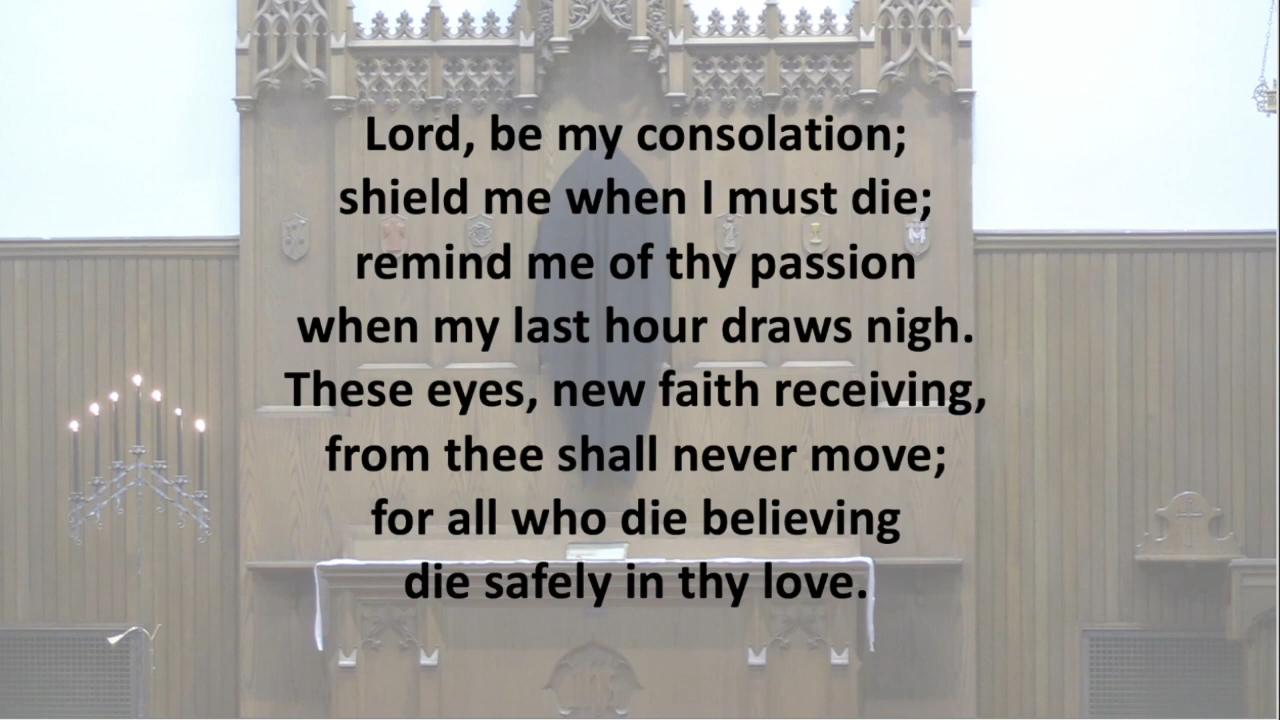 Lord, be my consolation;
shield me when I must die;
remind me of thy passion
when my last hour draws nigh.
These eyes, new faith receiving,
from thee shall never move;
for all who die believing
die safely in thy love.